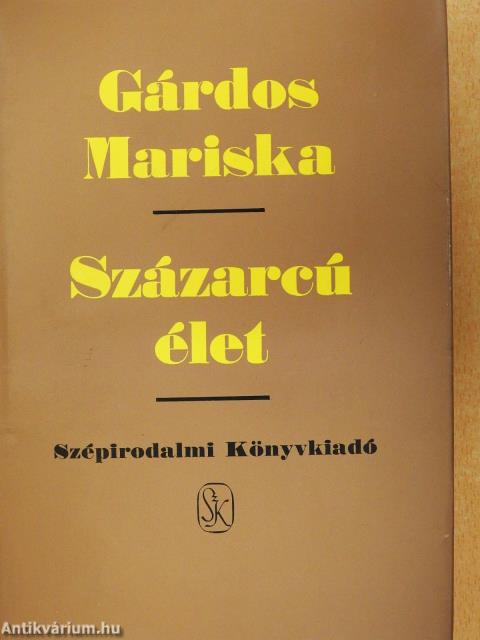 Gárdos
Mariska
Százarcú
élet
Szépirodalmi Könyvkiadó
SzK
Antikvárium.hu